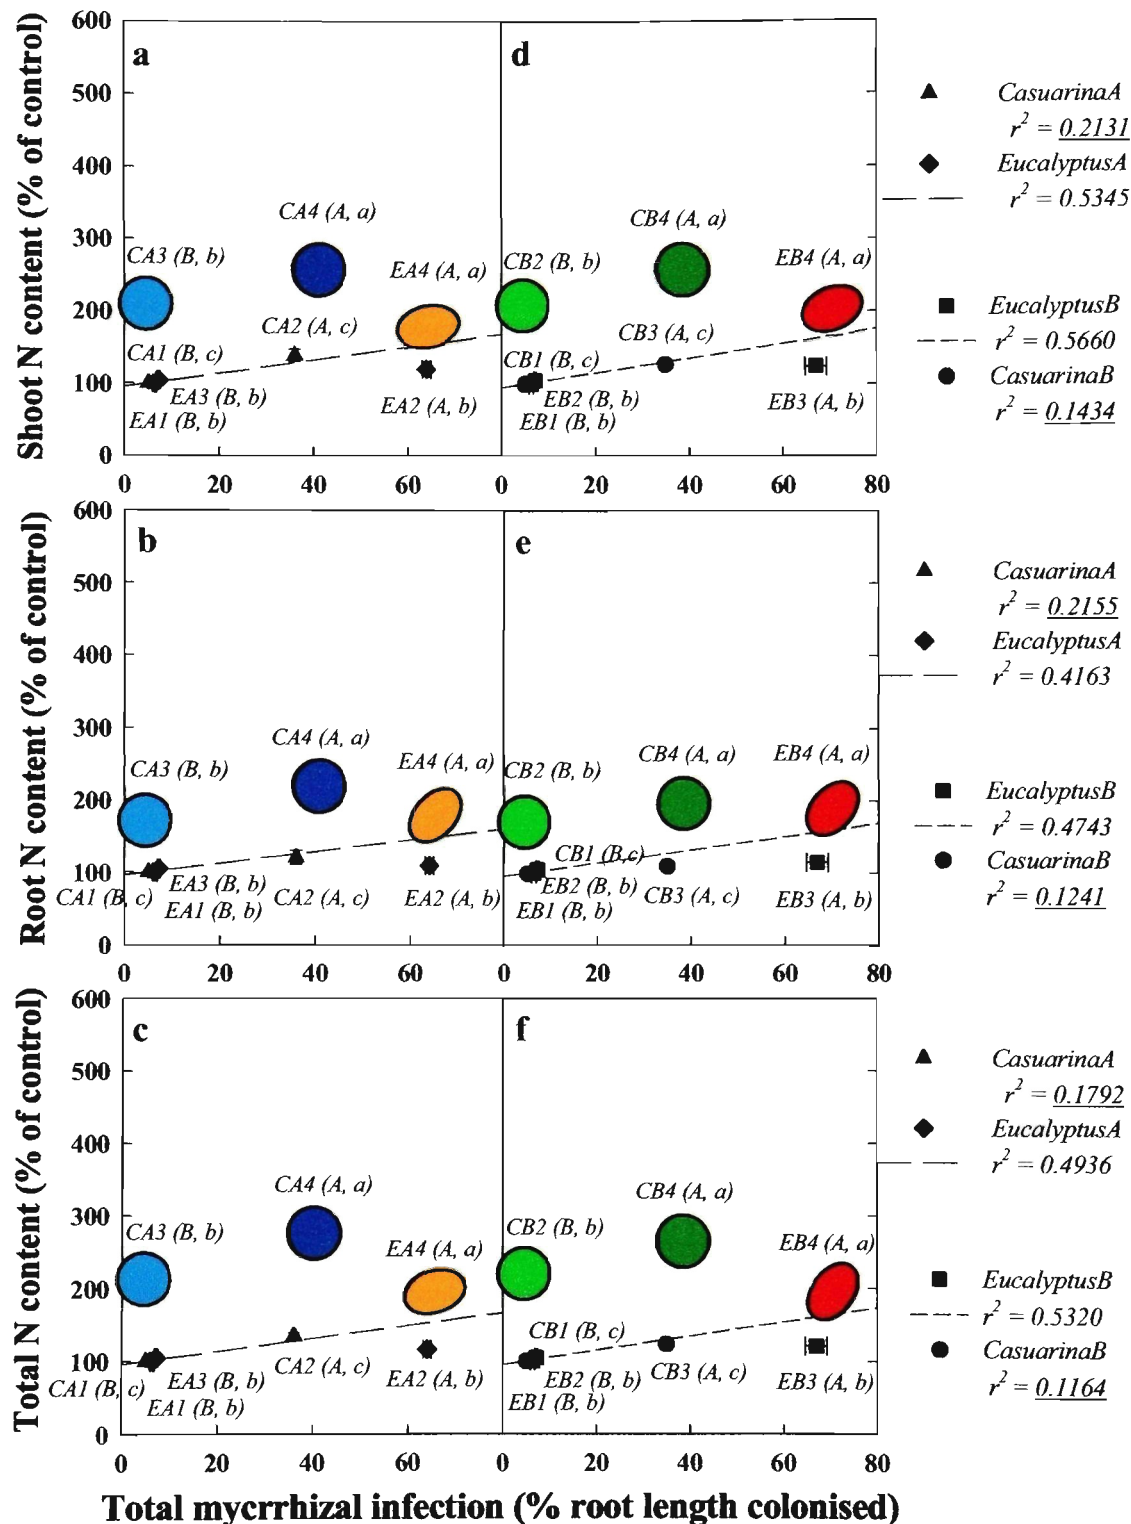 Shoot N content (% of control)
600
500
400
300
200
100
0
a
CA3 (B, b)
CA4 (A, a)
EA4 (A, a)
CA2 (A, c)
CA1 (B, c)
EA3 (B, b)
EA1 (B, b)
EA2 (A, b)
0 20 40 60
d
CB2 (B, b)
CB4 (A, a)
EB4 (A, a)
CB3 (A, c)
CB1 (B, c)
EB2 (B, b)
EB1 (B, b)
EB3 (A, b)
0 20 40 60 80
CasuarinaA
r² = 0.2131
EucalyptusA
r² = 0.5345
EucalyptusB
r² = 0.5660
CasuarinaB
r² = 0.1434
Root N content (% of control)
600
500
400
300
200
100
0
b
CA3 (B, b)
CA4 (A, a)
EA4 (A, a)
CA1 (B, c)
EA3 (B, b)
EA1 (B, b)
CA2 (A, c)
EA2 (A, b)
0 20 40 60
e
CB2 (B, b)
CB4 (A, a)
EB4 (A, a)
CB1 (B,c)
EB2 (B, b)
EB1 (B, b)
CB3 (A, c)
EB3 (A, b)
0 20 40 60 80
CasuarinaA
r² = 0.2155
EucalyptusA
r² = 0.4163
EucalyptusB
r² = 0.4743
CasuarinaB
r² = 0.1241
Total N content (% of control)
600
500
400
300
200
100
0
c
CA3 (B, b)
CA4 (A, a)
EA4 (A, a)
CA1 (B, c)
EA3 (B, b)
EA1 (B, b)
CA2 (A, c)
EA2 (A, b)
0 20 40 60
f
CB2 (B, b)
CB4 (A, a)
EB4 (A, a)
CB1 (B, c)
EB2 (B, b)
EB1 (B, b)
CB3 (A, c)
EB3 (A, b)
0 20 40 60 80
CasuarinaA
r² = 0.1792
EucalyptusA
r² = 0.4936
EucalyptusB
r² = 0.5320
CasuarinaB
r² = 0.1164
Total mycrrhizal infection (% root length colonised)